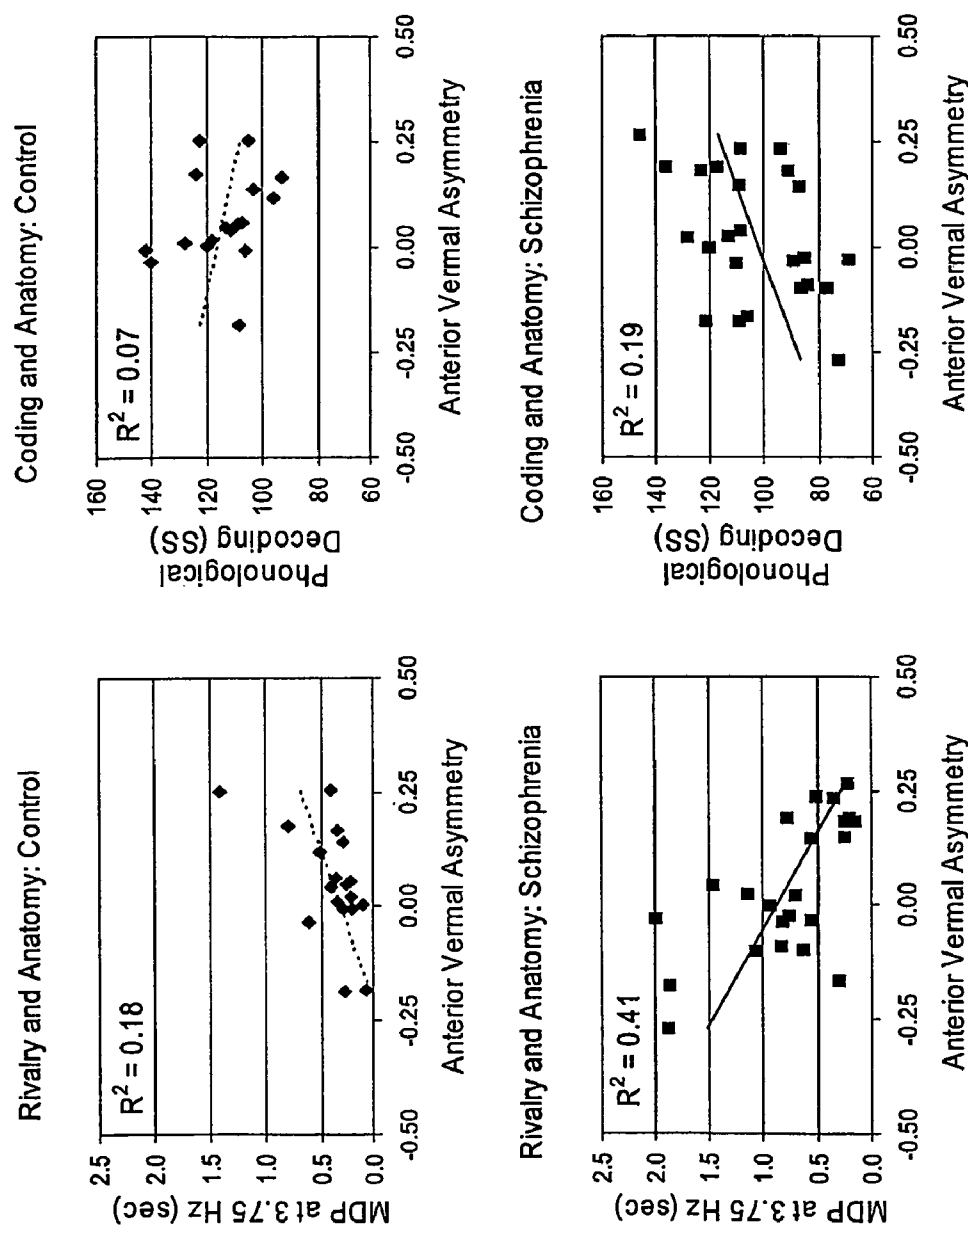 Rivalry and Anatomy: Control
R² = 0.18
2.5
2.0
1.5
1.0
0.5
0.0
MDP at 3.75 Hz (sec)
-0.50
-0.25
0.00
0.25
0.50
Anterior Vermal Asymmetry
Coding and Anatomy: Control
R² = 0.07
160
140
120
100
80
60
Phonological
Decoding (SS)
-0.50
-0.25
0.00
0.25
0.50
Anterior Vermal Asymmetry
Rivalry and Anatomy: Schizophrenia
R² = 0.41
2.5
2.0
1.5
1.0
0.5
0.0
MDP at 3.75 Hz (sec)
-0.50
-0.25
0.00
0.25
0.50
Anterior Vermal Asymmetry
Coding and Anatomy: Schizophrenia
R² = 0.19
160
140
120
100
80
60
Phonological
Decoding (SS)
-0.50
-0.25
0.00
0.25
0.50
Anterior Vermal Asymmetry